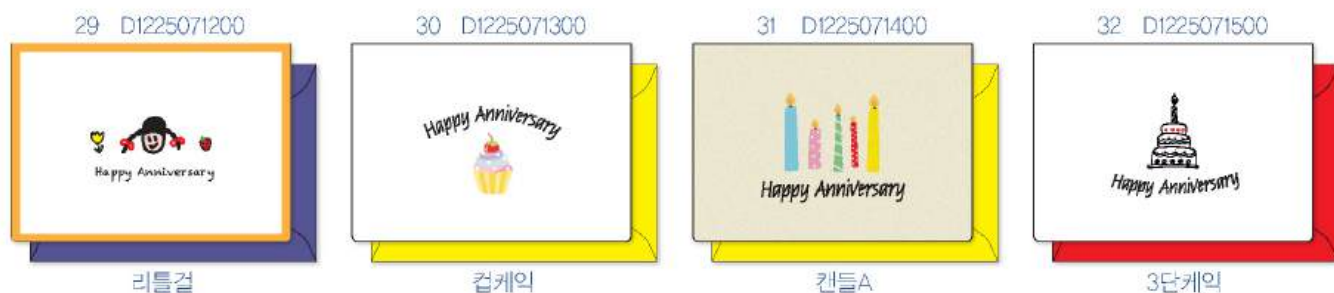 29 D1225071200
30 D1225071300
31 D1225071400
32 D1225071500
Happy Anniversary
Happy Anniversary
Happy Anniversary
Happy Anniversary
리틀걸
컵케익
캔들A
3단케익